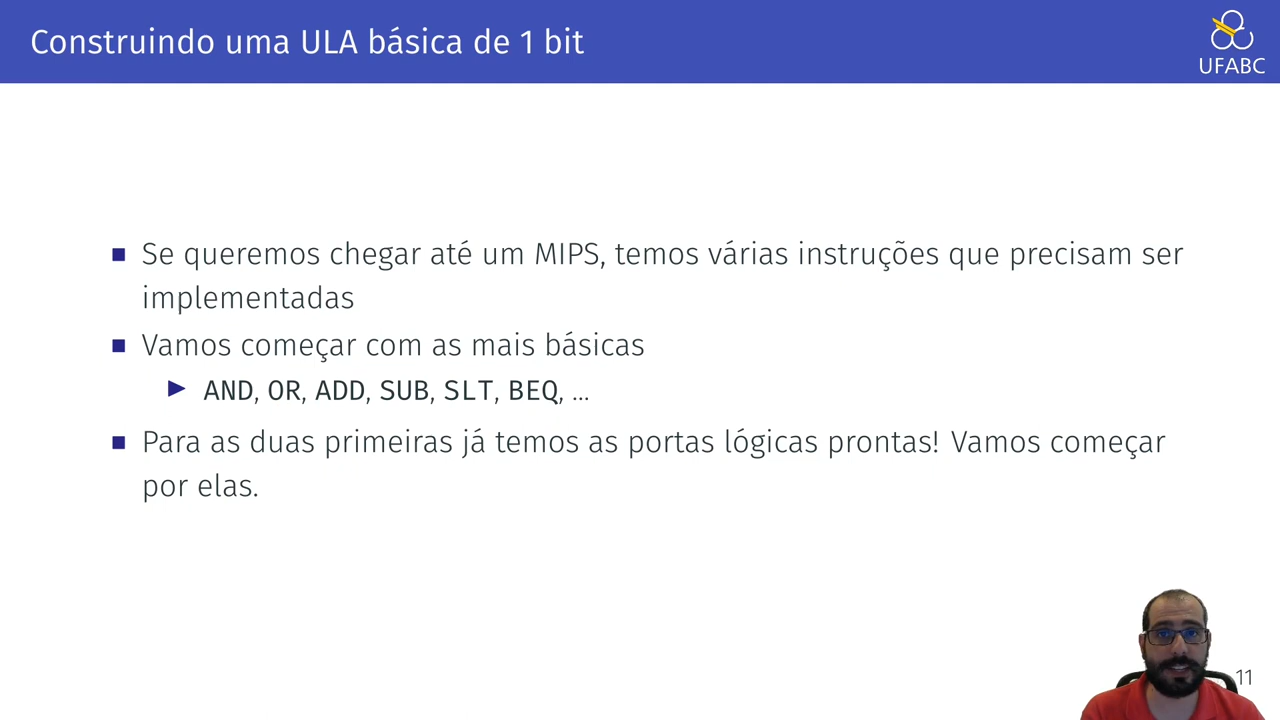 Construindo uma ULA básica de 1 bit
UFABC
Se queremos chegar até um MIPS, temos várias instruções que precisam ser
implementadas
Vamos começar com as mais básicas
AND, OR, ADD, SUB, SLT, BEQ, ...
Para as duas primeiras já temos as portas lógicas prontas! Vamos começar
por elas.
11